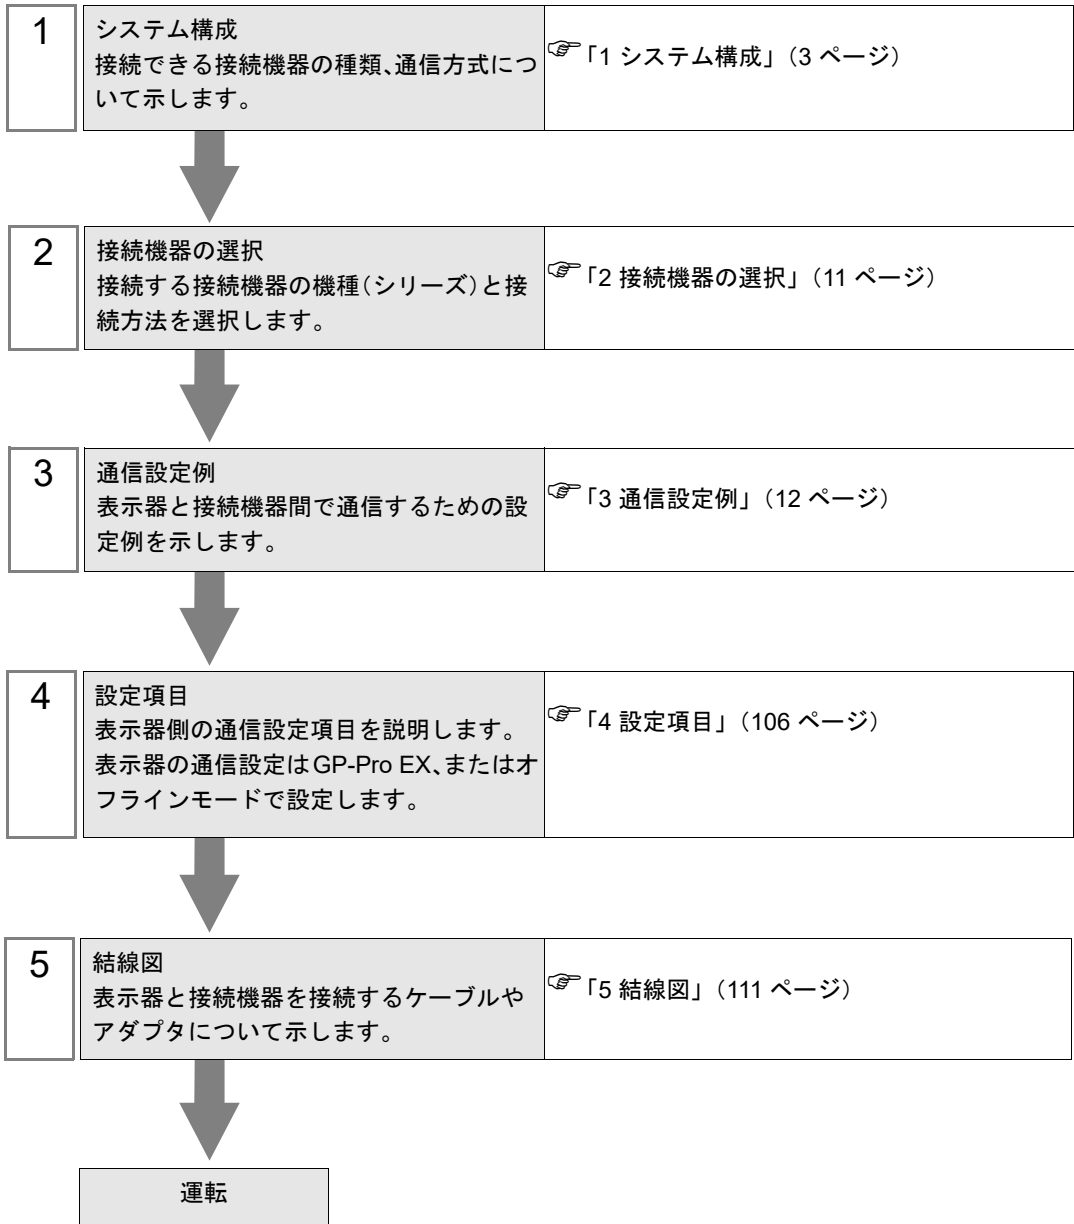 1
システム構成
接続できる接続機器の種類、通信方式につ
いて示します。
☞「1 システム構成」(3 ページ)
2
接続機器の選択
接続する接続機器の機種(シリーズ)と接
続方法を選択します。
☞「2 接続機器の選択」(11 ページ)
3
通信設定例
表示器と接続機器間で通信するための設
定例を示します。
☞「3 通信設定例」(12 ページ)
4
設定項目
表示器側の通信設定項目を説明します。
表示器の通信設定はGP-Pro EX、またはオ
フラインモードで設定します。
☞「4 設定項目」(106 ページ)
5
結線図
表示器と接続機器を接続するケーブルや
アダプタについて示します。
☞「5 結線図」(111 ページ)
運転